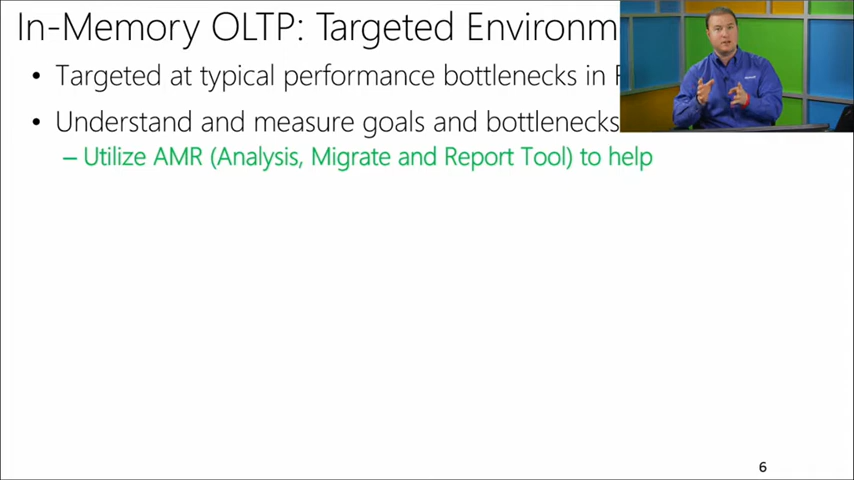 In-Memory OLTP: Targeted
• Targeted at typical performance bottlenecks in
• Understand and measure goals and bottlenecks
– Utilize AMR (Analysis, Migrate and Report Tool) to help
6